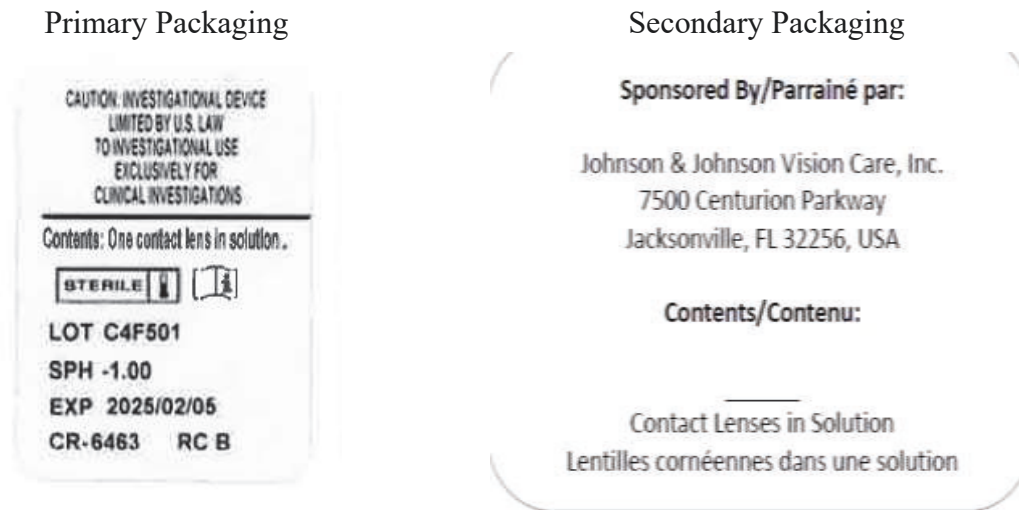 Primary Packaging
Secondary Packaging
CAUTION: INVESTIGATIONAL DEVICE
LIMITED BY U.S. LAW
TO INVESTIGATIONAL USE
EXCLUSIVELY FOR
CLINICAL INVESTIGATIONS
Contents: One contact lens in solution.
STERILE
LOT C4F501
SPH -1.00
EXP 2025/02/05
CR-6463 RC B
Sponsored By/Parrainé par:
Johnson & Johnson Vision Care, Inc.
7500 Centurion Parkway
Jacksonville, FL 32256, USA
Contents/Contenu:
Contact Lenses in Solution
Lentilles cornéennes dans une solution